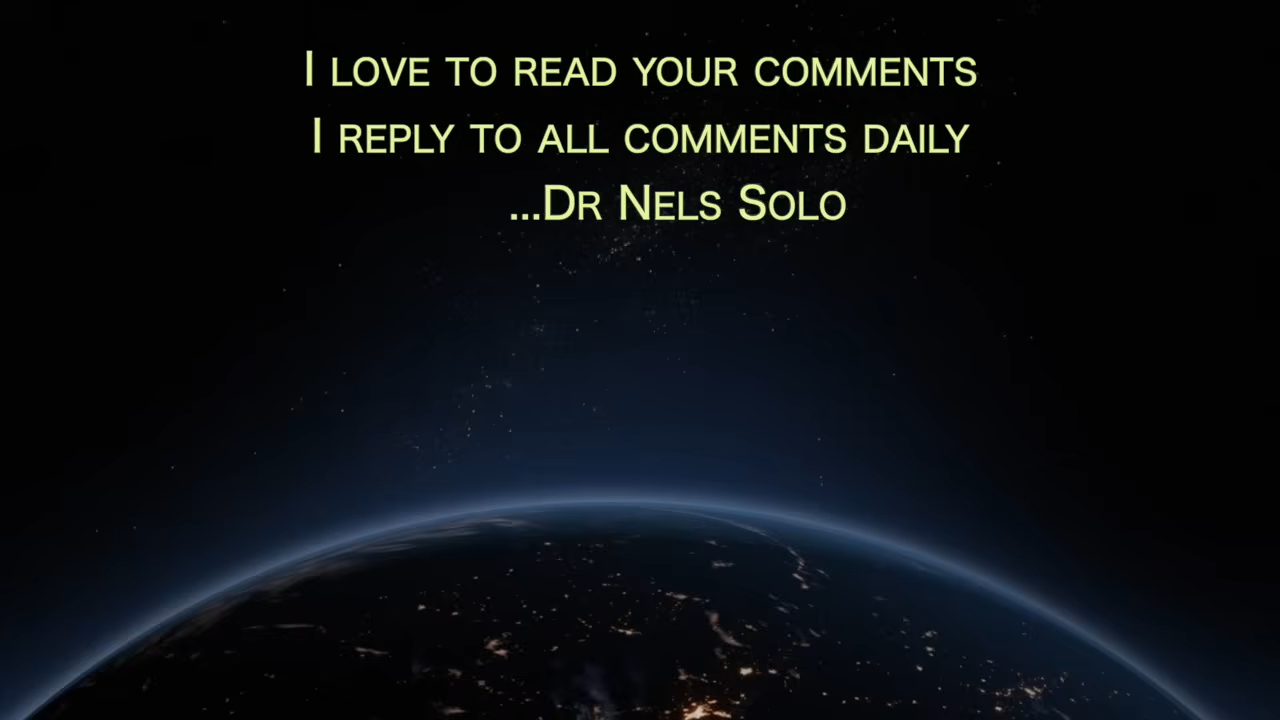 I LOVE TO READ YOUR COMMENTS
I REPLY TO ALL COMMENTS DAILY
...DR NELS SOLO